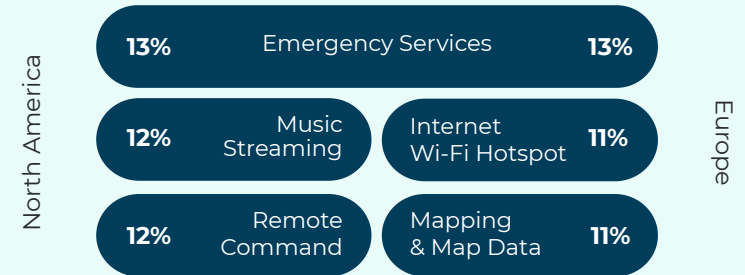 North America
13% Emergency Services 13%
12% Music
Streaming
Internet
Wi-Fi Hotspot 11%
12% Remote
Command
Mapping
& Map Data 11%
Europe